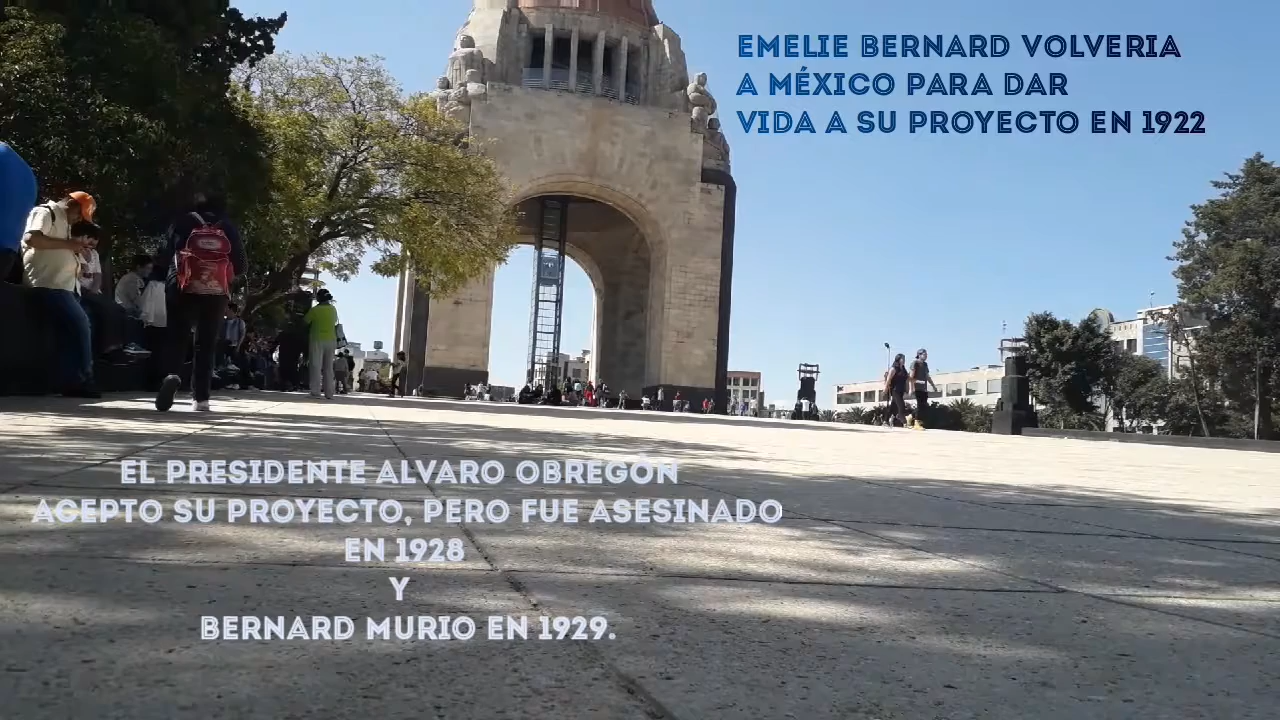 EMELIE BERNARD VOLVERIA
A MÉXICO PARA DAR
VIDA A SU PROYECTO EN 1922
EL PRESIDENTE ALVARO OBREGÓN
ACEPTO SU PROYECTO, PERO FUE ASESINADO
EN 1928
Y
BERNARD MURIO EN 1929.